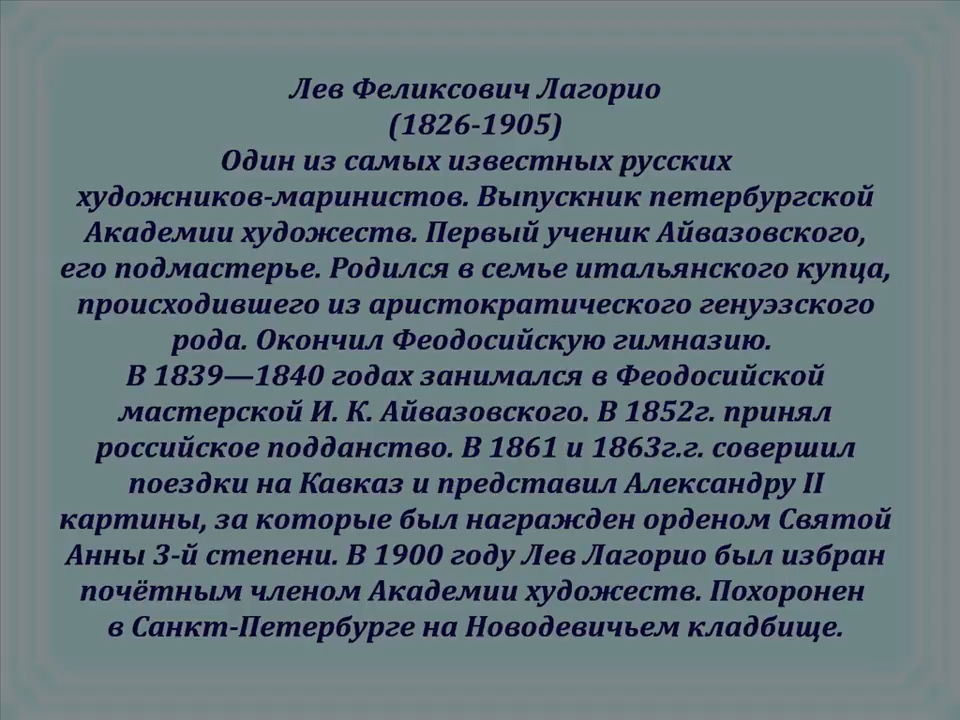 Лев Феликсович Лагорио
(1826-1905)
Один из самых известных русских
художников-маринистов. Выпускник петербургской
Академии художеств. Первый ученик Айвазовского,
его подмастерье. Родился в семье итальянского купца,
происходившего из аристократического генуэзского
рода. Окончил Феодосийскую гимназию.
В 1839—1840 годах занимался в Феодосийской
мастерской И. К. Айвазовского. В 1852г. принял
российское подданство. В 1861 и 1863г.г. совершил
поездки на Кавказ и представил Александру II
картины, за которые был награжден орденом Святой
Анны 3-й степени. В 1900 году Лев Лагорио был избран
почётным членом Академии художеств. Похоронен
в Санкт-Петербурге на Новодевичьем кладбище.